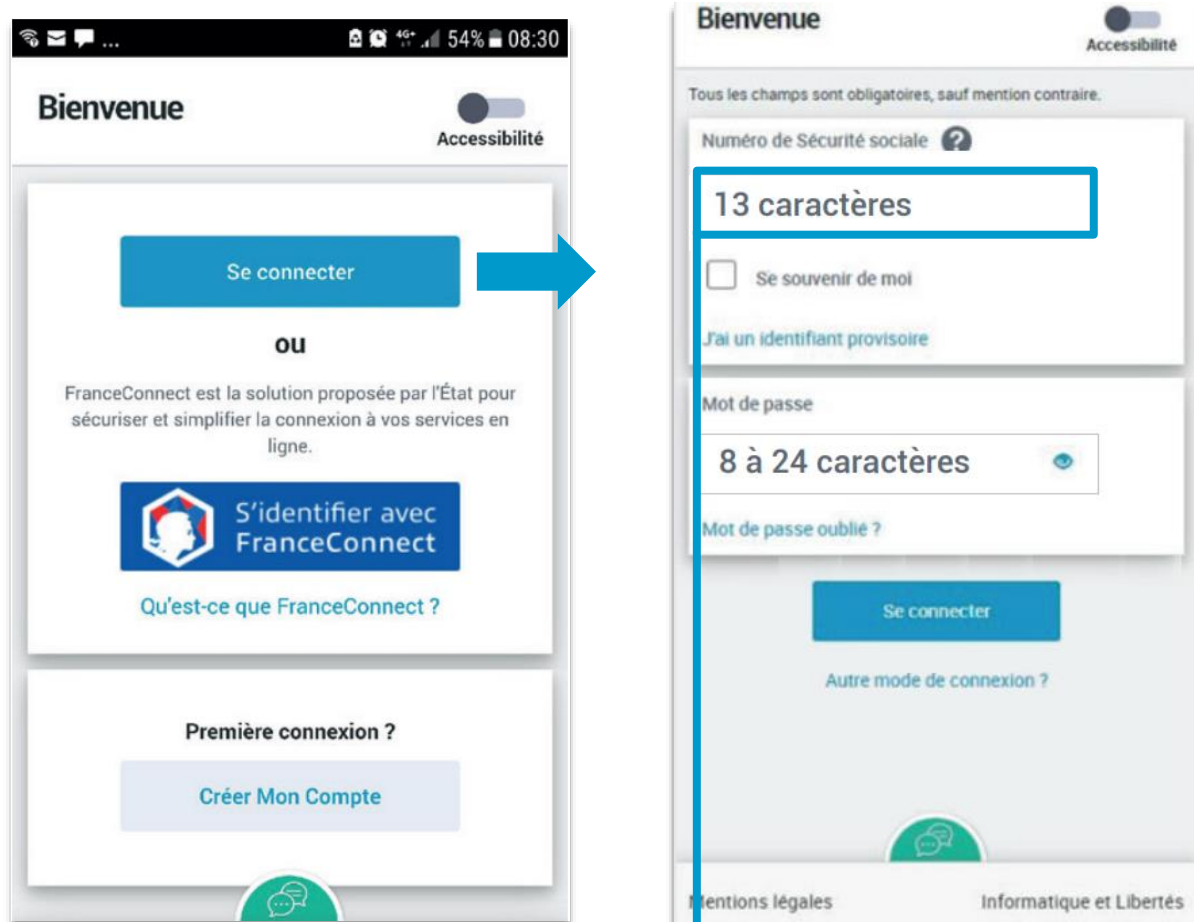 ... 4G+ 54% 08:30
Bienvenue
Accessibilité
Se connecter
ou
FranceConnect est la solution proposée par l'État pour
sécuriser et simplifier la connexion à vos services en
ligne.
S'identifier avec
FranceConnect
Qu'est-ce que FranceConnect ?
Première connexion ?
Créer Mon Compte
Bienvenue
Accessibilité
Tous les champs sont obligatoires, sauf mention contraire.
Numéro de Sécurité sociale ?
13 caractères
Se souvenir de moi
J'ai un identifiant provisoire
Mot de passe
8 à 24 caractères
Mot de passe oublié ?
Se connecter
Autre mode de connexion ?
Mentions légales
Informatique et Libertés